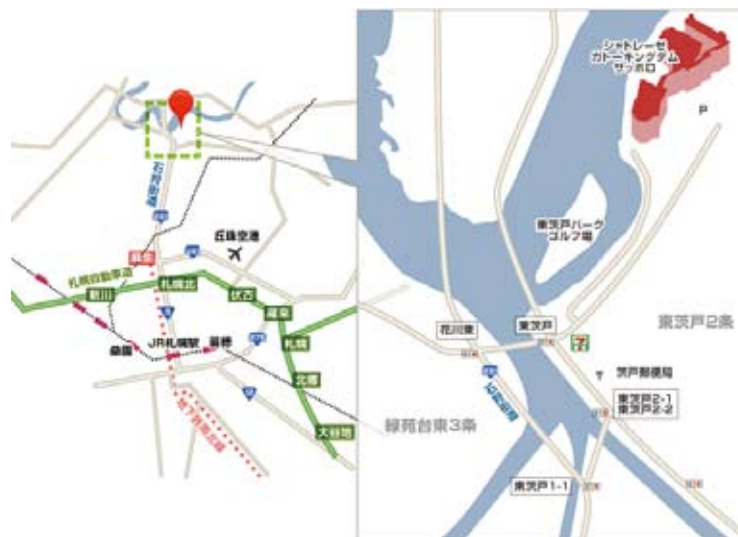 石狩街道
麻生
丘珠空港
札幌自動車道
新川
札幌北
伏古
雁来
札幌
北郷
大谷地
桑園
JR札幌駅
苗穂
5
地下鉄南北線
シャトレーゼ
ガトーキングダム
サッポロ
P
東茨戸パーク
ゴルフ場
花川東
東茨戸
7
東茨戸2条
茨戸郵便局
東茨戸2-1
東茨戸2-2
石狩街道
緑苑台東3条
東茨戸1-1